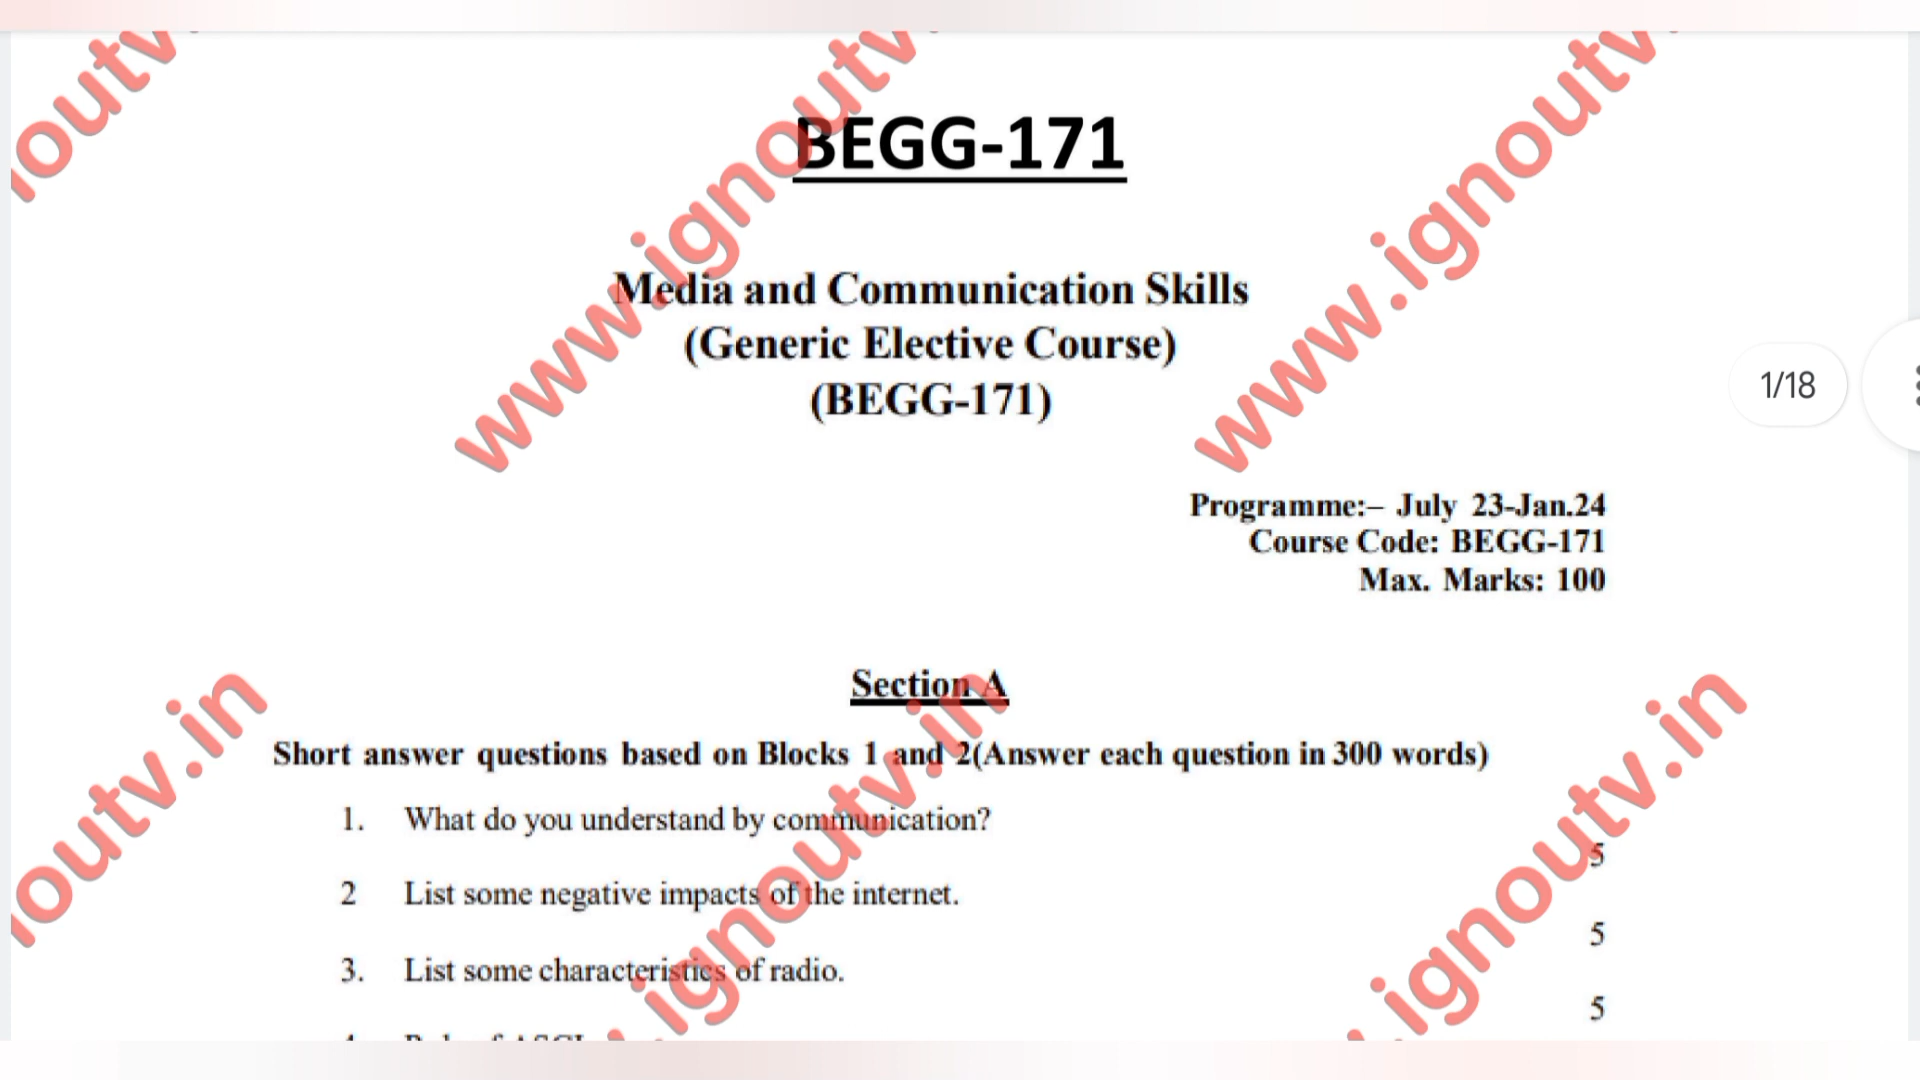 BEGG-171
Media and Communication Skills
(Generic Elective Course)
(BEGG-171)
1/18
Programme:– July 23-Jan.24
Course Code: BEGG-171
Max. Marks: 100
Section A
Short answer questions based on Blocks 1 and 2(Answer each question in 300 words)
1. What do you understand by communication?
5
2 List some negative impacts of the internet.
5
3. List some characteristics of radio.
5
www.ignoutv
www.ignoutv.
outv.in
ignoutv.in
ignoutv.in